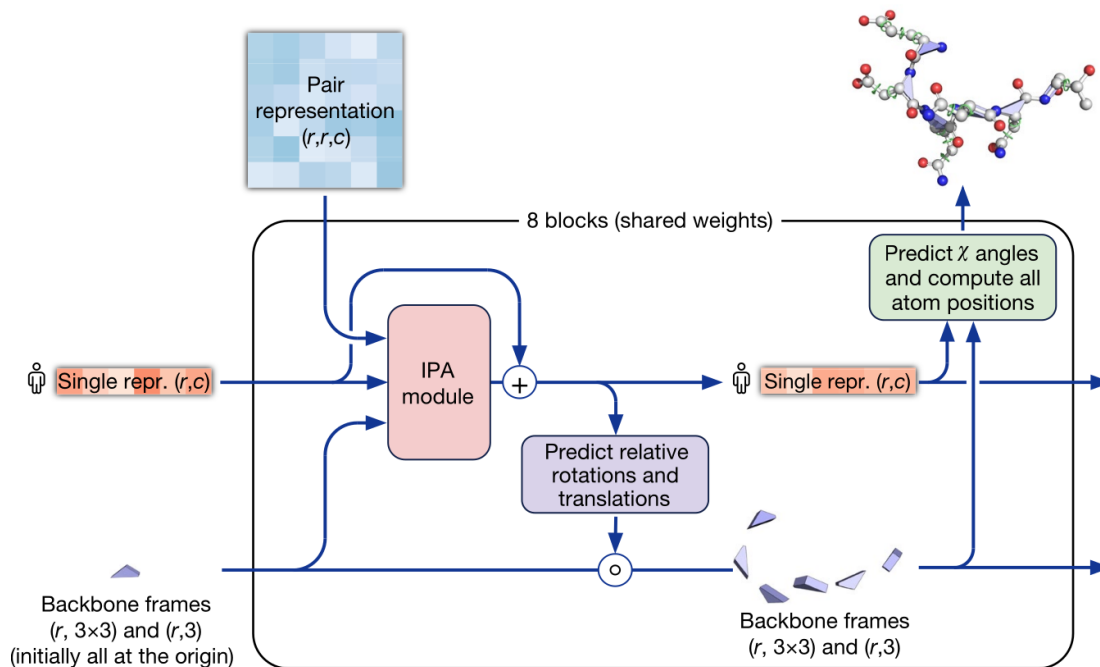 Pair
representation
(r,r,c)
8 blocks (shared weights)
Predict χ angles
and compute all
atom positions
Single repr. (r,c)
IPA
module
+
Single repr. (r,c)
Predict relative
rotations and
translations
Backbone frames
(r, 3×3) and (r,3)
(initially all at the origin)
Backbone frames
(r, 3×3) and (r,3)